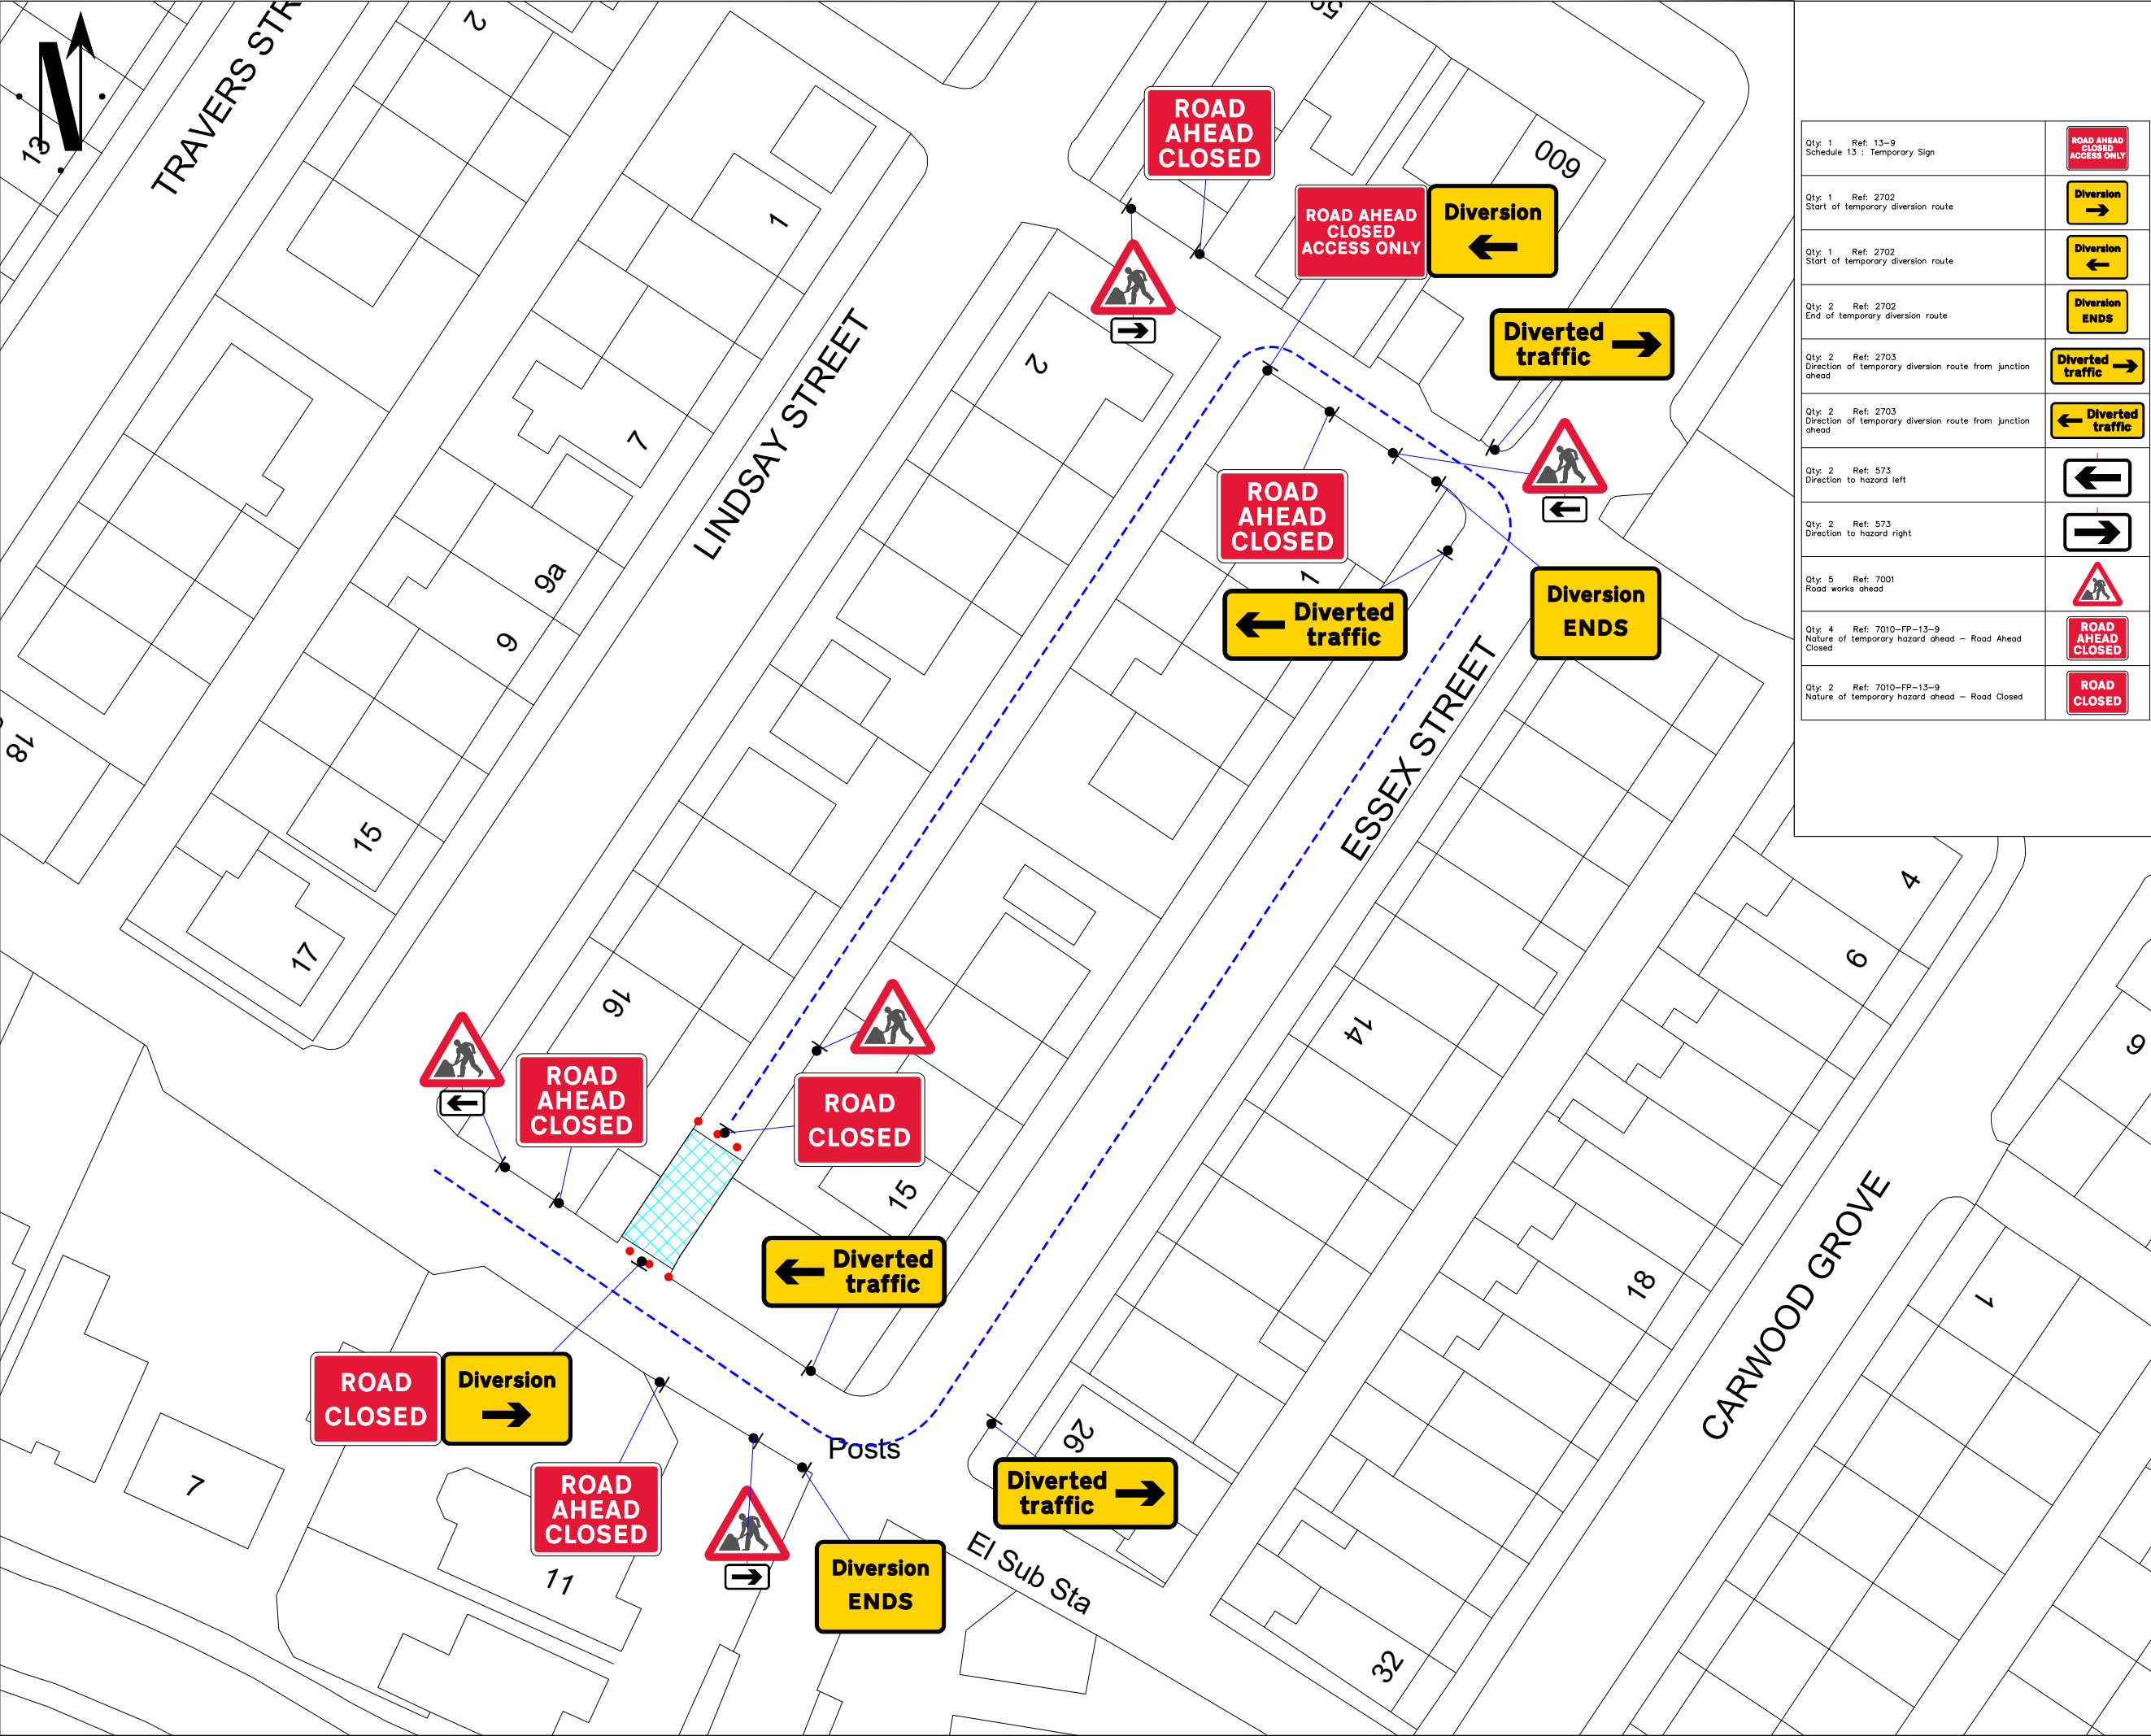 N
TRAVERS STR
2
13
1
7
9a
9
15
17
18
LINDSAY STREET
2
16
600
ROAD
AHEAD
CLOSED
ROAD AHEAD
CLOSED
ACCESS ONLY
Diversion
Diverted
traffic
ROAD
AHEAD
CLOSED
1
Diverted
traffic
Diversion
ENDS
ESSEX STREET
14
15
26
ROAD
AHEAD
CLOSED
ROAD
CLOSED
Diverted
traffic
ROAD
CLOSED
Diversion
ROAD
AHEAD
CLOSED
Posts
Diversion
ENDS
Diverted
traffic
El Sub Sta
7
11
4
6
18
32
CARWOOD GROVE
1
9
Qty: 1 Ref: 13-9
Schedule 13 : Temporary Sign
ROAD AHEAD
CLOSED
ACCESS ONLY
Qty: 1 Ref: 2702
Start of temporary diversion route
Diversion
Qty: 1 Ref: 2702
Start of temporary diversion route
Diversion
Qty: 2 Ref: 2702
End of temporary diversion route
Diversion
ENDS
Qty: 2 Ref: 2703
Direction of temporary diversion route from junction
ahead
Diverted
traffic
Qty: 2 Ref: 2703
Direction of temporary diversion route from junction
ahead
Diverted
traffic
Qty: 2 Ref: 573
Direction to hazard left
Qty: 2 Ref: 573
Direction to hazard right
Qty: 5 Ref: 7001
Road works ahead
Qty: 4 Ref: 7010-FP-13-9
Nature of temporary hazard ahead - Road Ahead
Closed
ROAD
AHEAD
CLOSED
Qty: 2 Ref: 7010-FP-13-9
Nature of temporary hazard ahead - Road Closed
ROAD
CLOSED